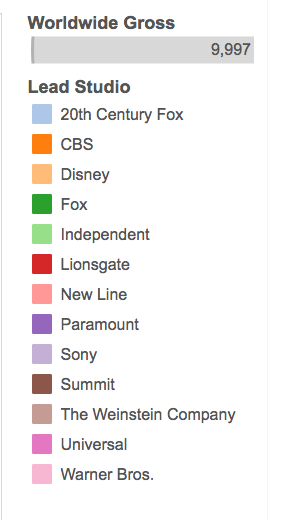 Worldwide Gross
9,997
Lead Studio
20th Century Fox
CBS
Disney
Fox
Independent
Lionsgate
New Line
Paramount
Sony
Summit
The Weinstein Company
Universal
Warner Bros.